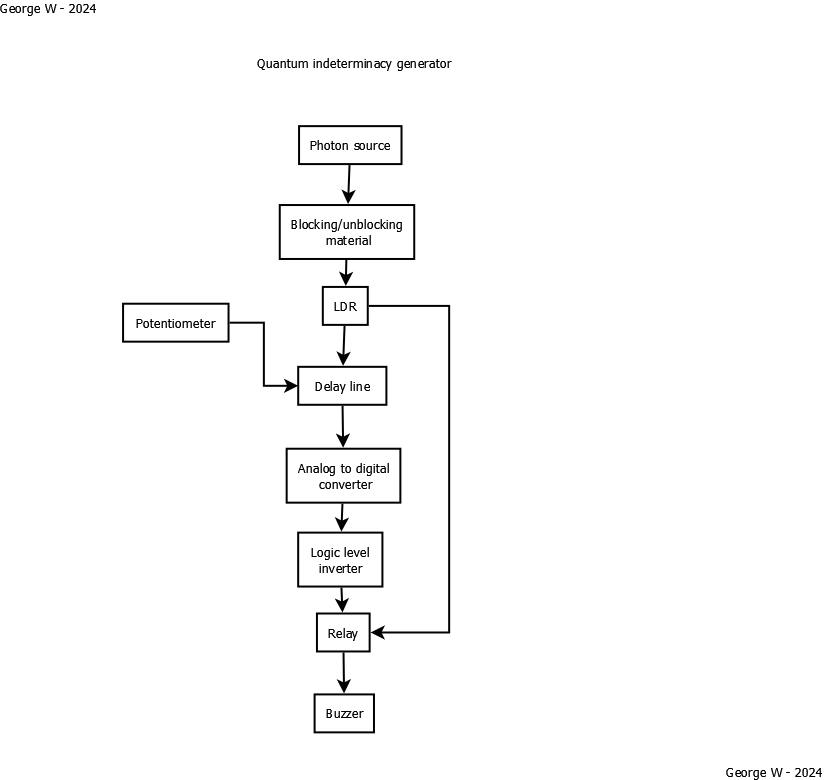 George W - 2024
Quantum indeterminacy generator
Photon source
Blocking/unblocking
material
LDR
Potentiometer
Delay line
Analog to digital
converter
Logic level
inverter
Relay
Buzzer
George W - 2024